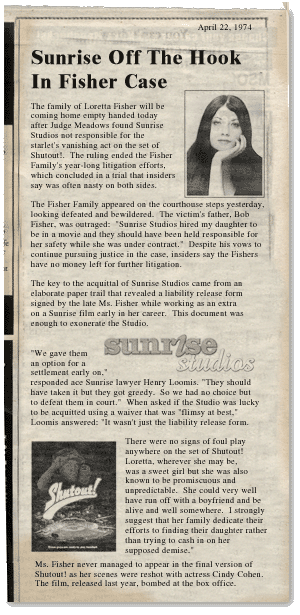 April 22, 1974
Sunrise Off The Hook
In Fisher Case
The family of Loretta Fisher will be
coming home empty handed today
after Judge Meadows found Sunrise
Studios not responsible for the
starlet's vanishing act on the set of
Shutout!. The ruling ended the Fisher
Family's year-long litigation efforts,
which concluded in a trial that insiders
say was often nasty on both sides.
The Fisher Family appeared on the courthouse steps yesterday,
looking defeated and bewildered. The victim's father, Bob
Fisher, was outraged: "Sunrise Studios hired my daughter to
be in a movie and they should have been held responsible for
her safety while she was under contract." Despite his vows to
continue pursuing justice in the case, insiders say the Fishers
have no money left for further litigation.
The key to the acquittal of Sunrise Studios came from an
elaborate paper trail that revealed a liability release form
signed by the late Ms. Fisher while working as an extra
on a Sunrise film early in her career. This document was
enough to exonerate the Studio.
sunrise
studios
"We gave them
an option for a
settlement early on,"
responded ace Sunrise lawyer Henry Loomis. "They should
have taken it but they got greedy. So we had no choice but
to defeat them in court." When asked if the Studio was lucky
to be acquitted using a waiver that was "flimsy at best,"
Loomis answered: "It wasn't just the liability release form.
There were no signs of foul play
anywhere on the set of Shutout!
Loretta, wherever she may be,
was a sweet girl but she was also
known to be promiscuous and
unpredictable. She could very well
have run off with a boyfriend and be
alive and well somewhere. I strongly
suggest that her family dedicate their
efforts to finding their daughter rather
than trying to cash in on her
supposed demise."
Shutout!
Ms. Fisher never managed to appear in the final version of
Shutout! as her scenes were reshot with actress Cindy Cohen.
The film, released last year, bombed at the box office.